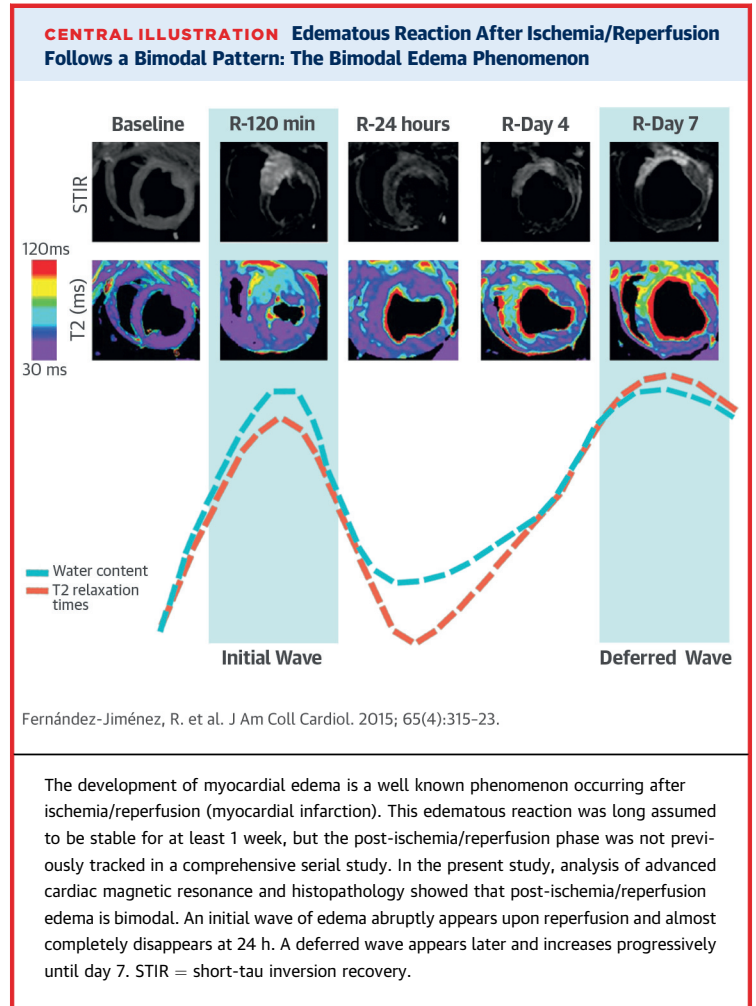 CENTRAL ILLUSTRATION Edematous Reaction After Ischemia/Reperfusion
Follows a Bimodal Pattern: The Bimodal Edema Phenomenon
Baseline R-120 min R-24 hours R-Day 4 R-Day 7
STIR
120ms
T2 (ms)
30 ms
Water content
T2 relaxation
times
Initial Wave Deferred Wave
Fernández-Jiménez, R. et al. J Am Coll Cardiol. 2015; 65(4):315–23.
The development of myocardial edema is a well known phenomenon occurring after
ischemia/reperfusion (myocardial infarction). This edematous reaction was long assumed
to be stable for at least 1 week, but the post-ischemia/reperfusion phase was not previ-
ously tracked in a comprehensive serial study. In the present study, analysis of advanced
cardiac magnetic resonance and histopathology showed that post-ischemia/reperfusion
edema is bimodal. An initial wave of edema abruptly appears upon reperfusion and almost
completely disappears at 24 h. A deferred wave appears later and increases progressively
until day 7. STIR = short-tau inversion recovery.